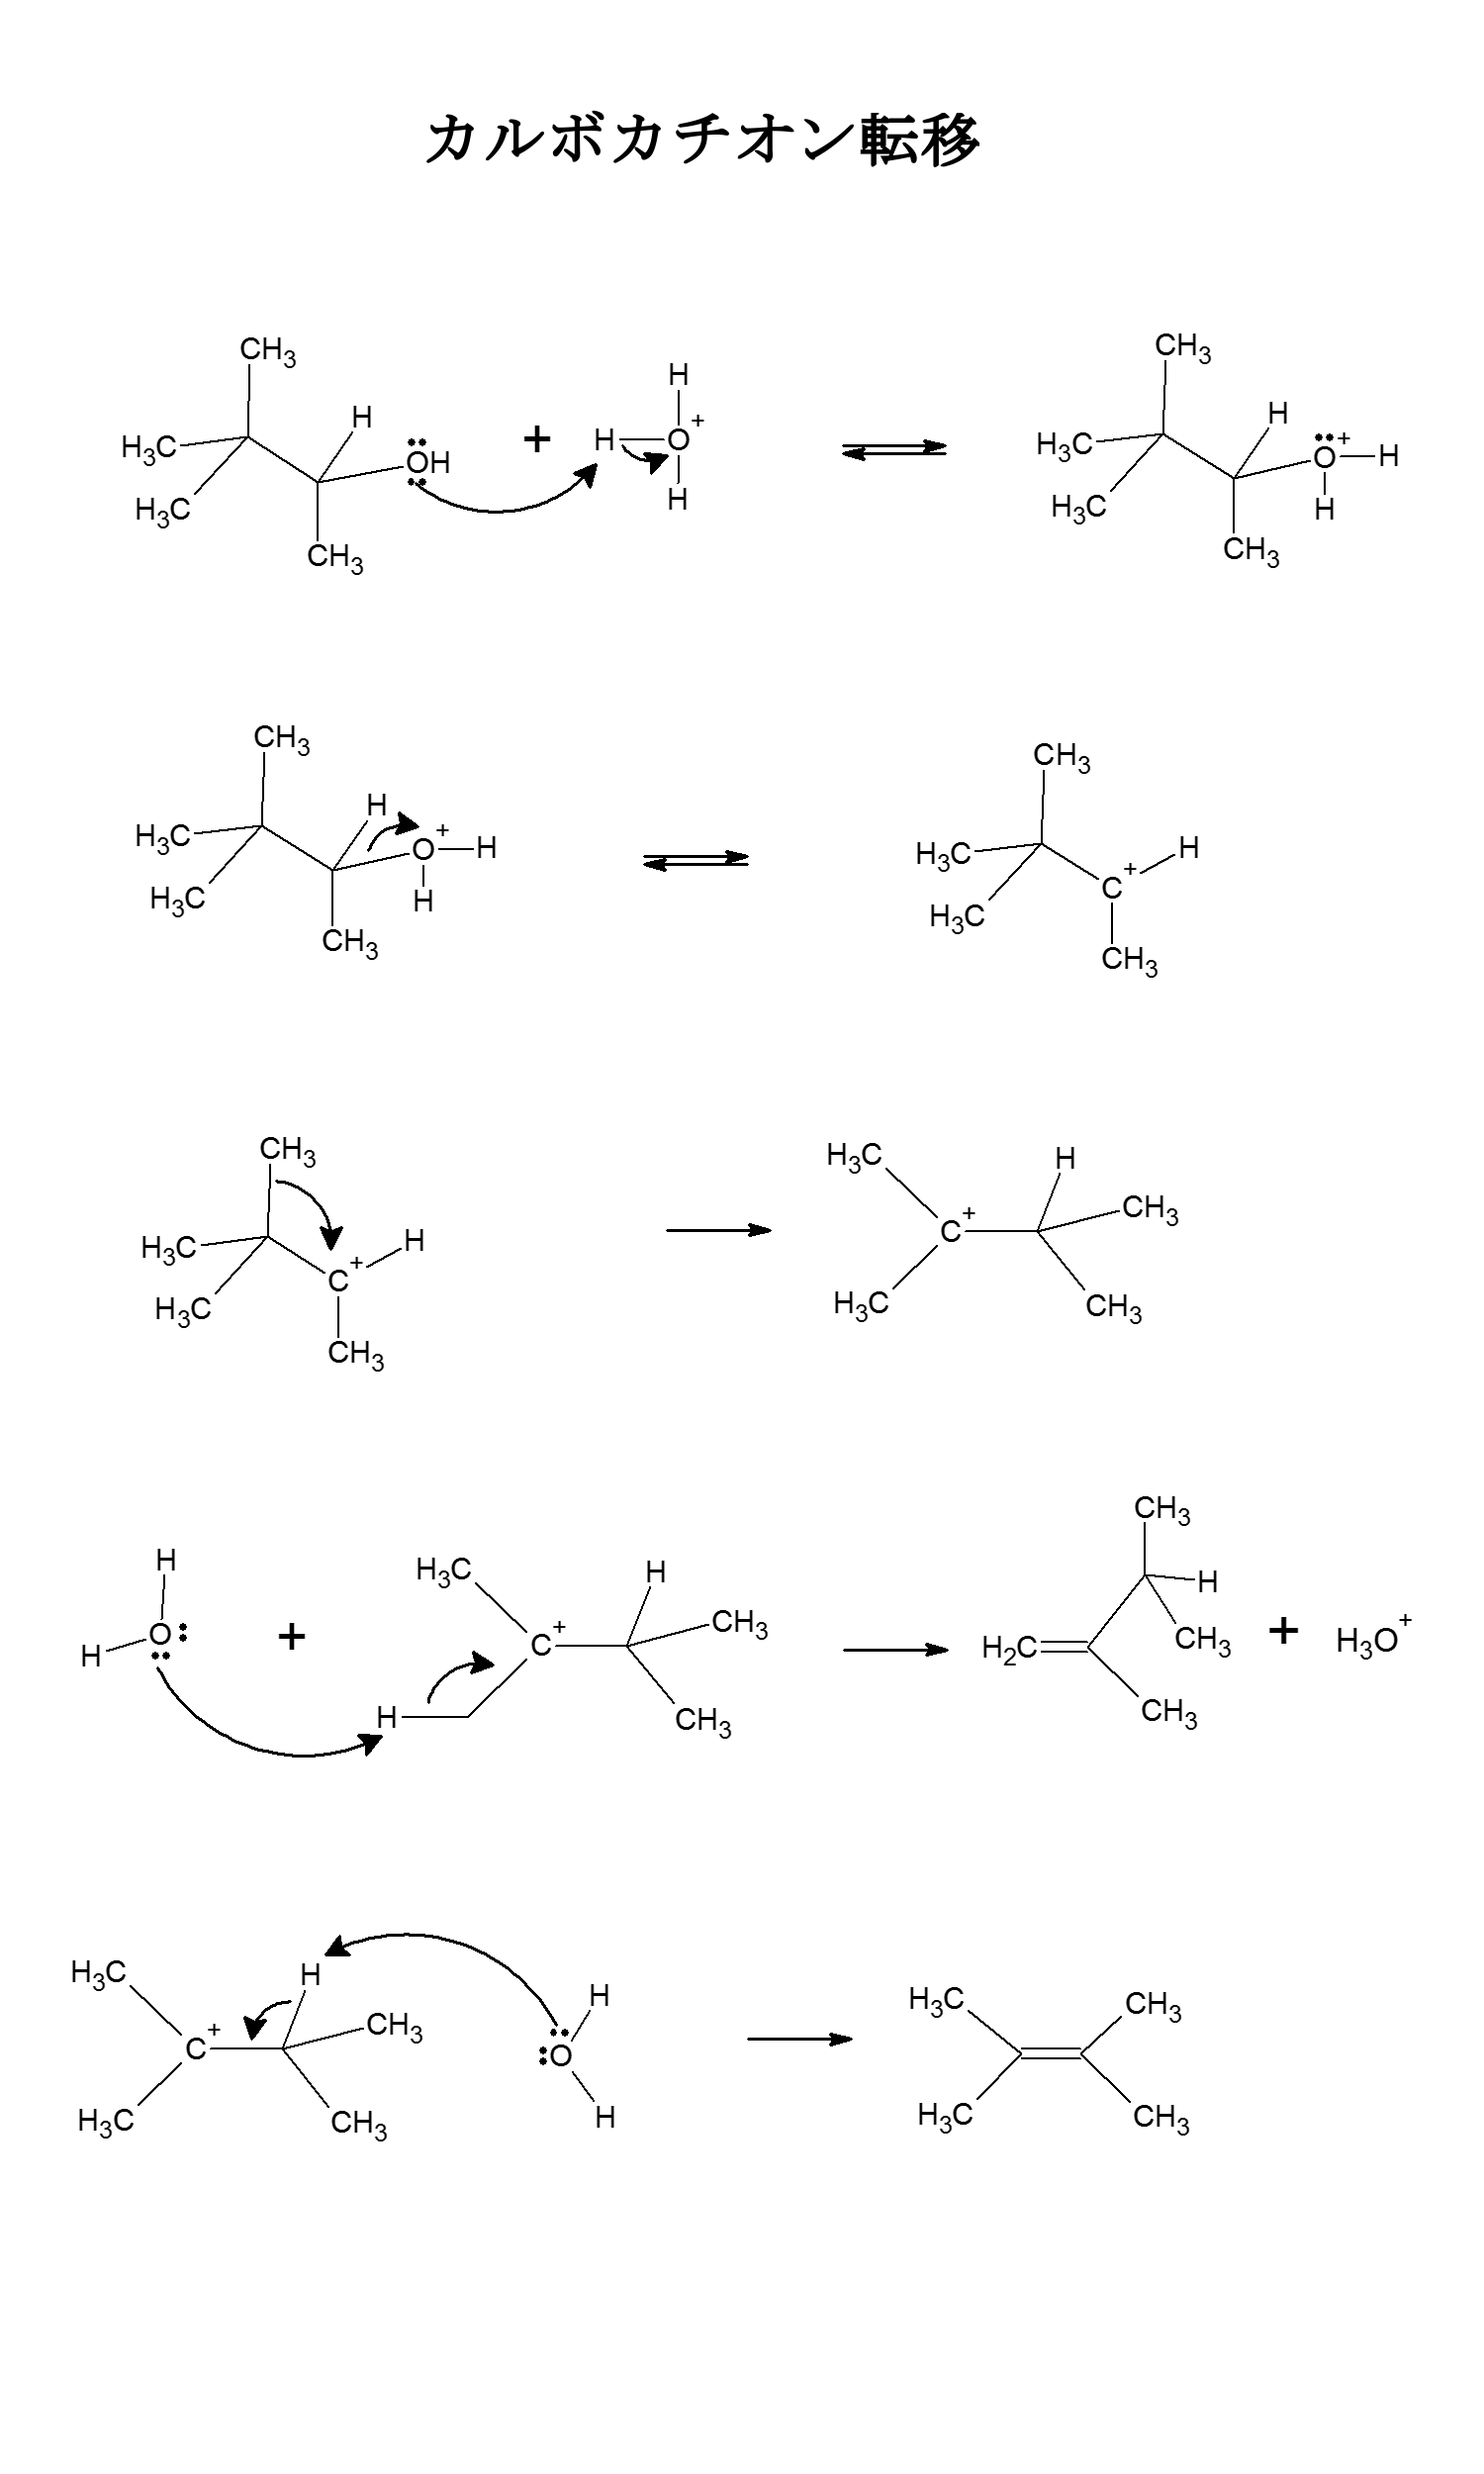 カルボカチオン転移
CH3
H3C H OH + H H O+ H
H3C CH3
CH3
H3C H O+ H
H3C H CH3
CH3
H3C H O+ H
H3C H CH3
CH3
H3C C+ H
H3C CH3
CH3
H3C C+ H
H3C CH3
H3C H
C+ CH3
H3C CH3
H
H O + H3C C+ H CH3
H CH3
CH3
H2C H CH3 + H3O+
CH3
H3C H
C+ CH3
H3C CH3
H
O
H
H3C CH3
H3C CH3